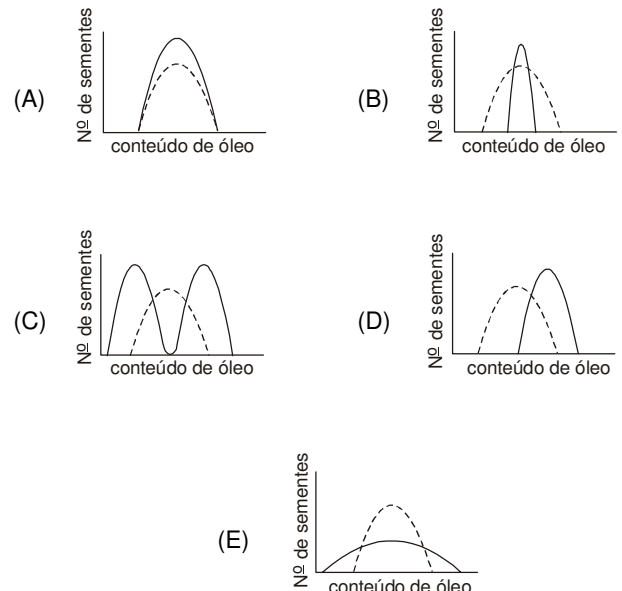 (A)
Nº de sementes
conteúdo de óleo
(B)
Nº de sementes
conteúdo de óleo
(C)
Nº de sementes
conteúdo de óleo
(D)
Nº de sementes
conteúdo de óleo
(E)
Nº de sementes
conteúdo de óleo